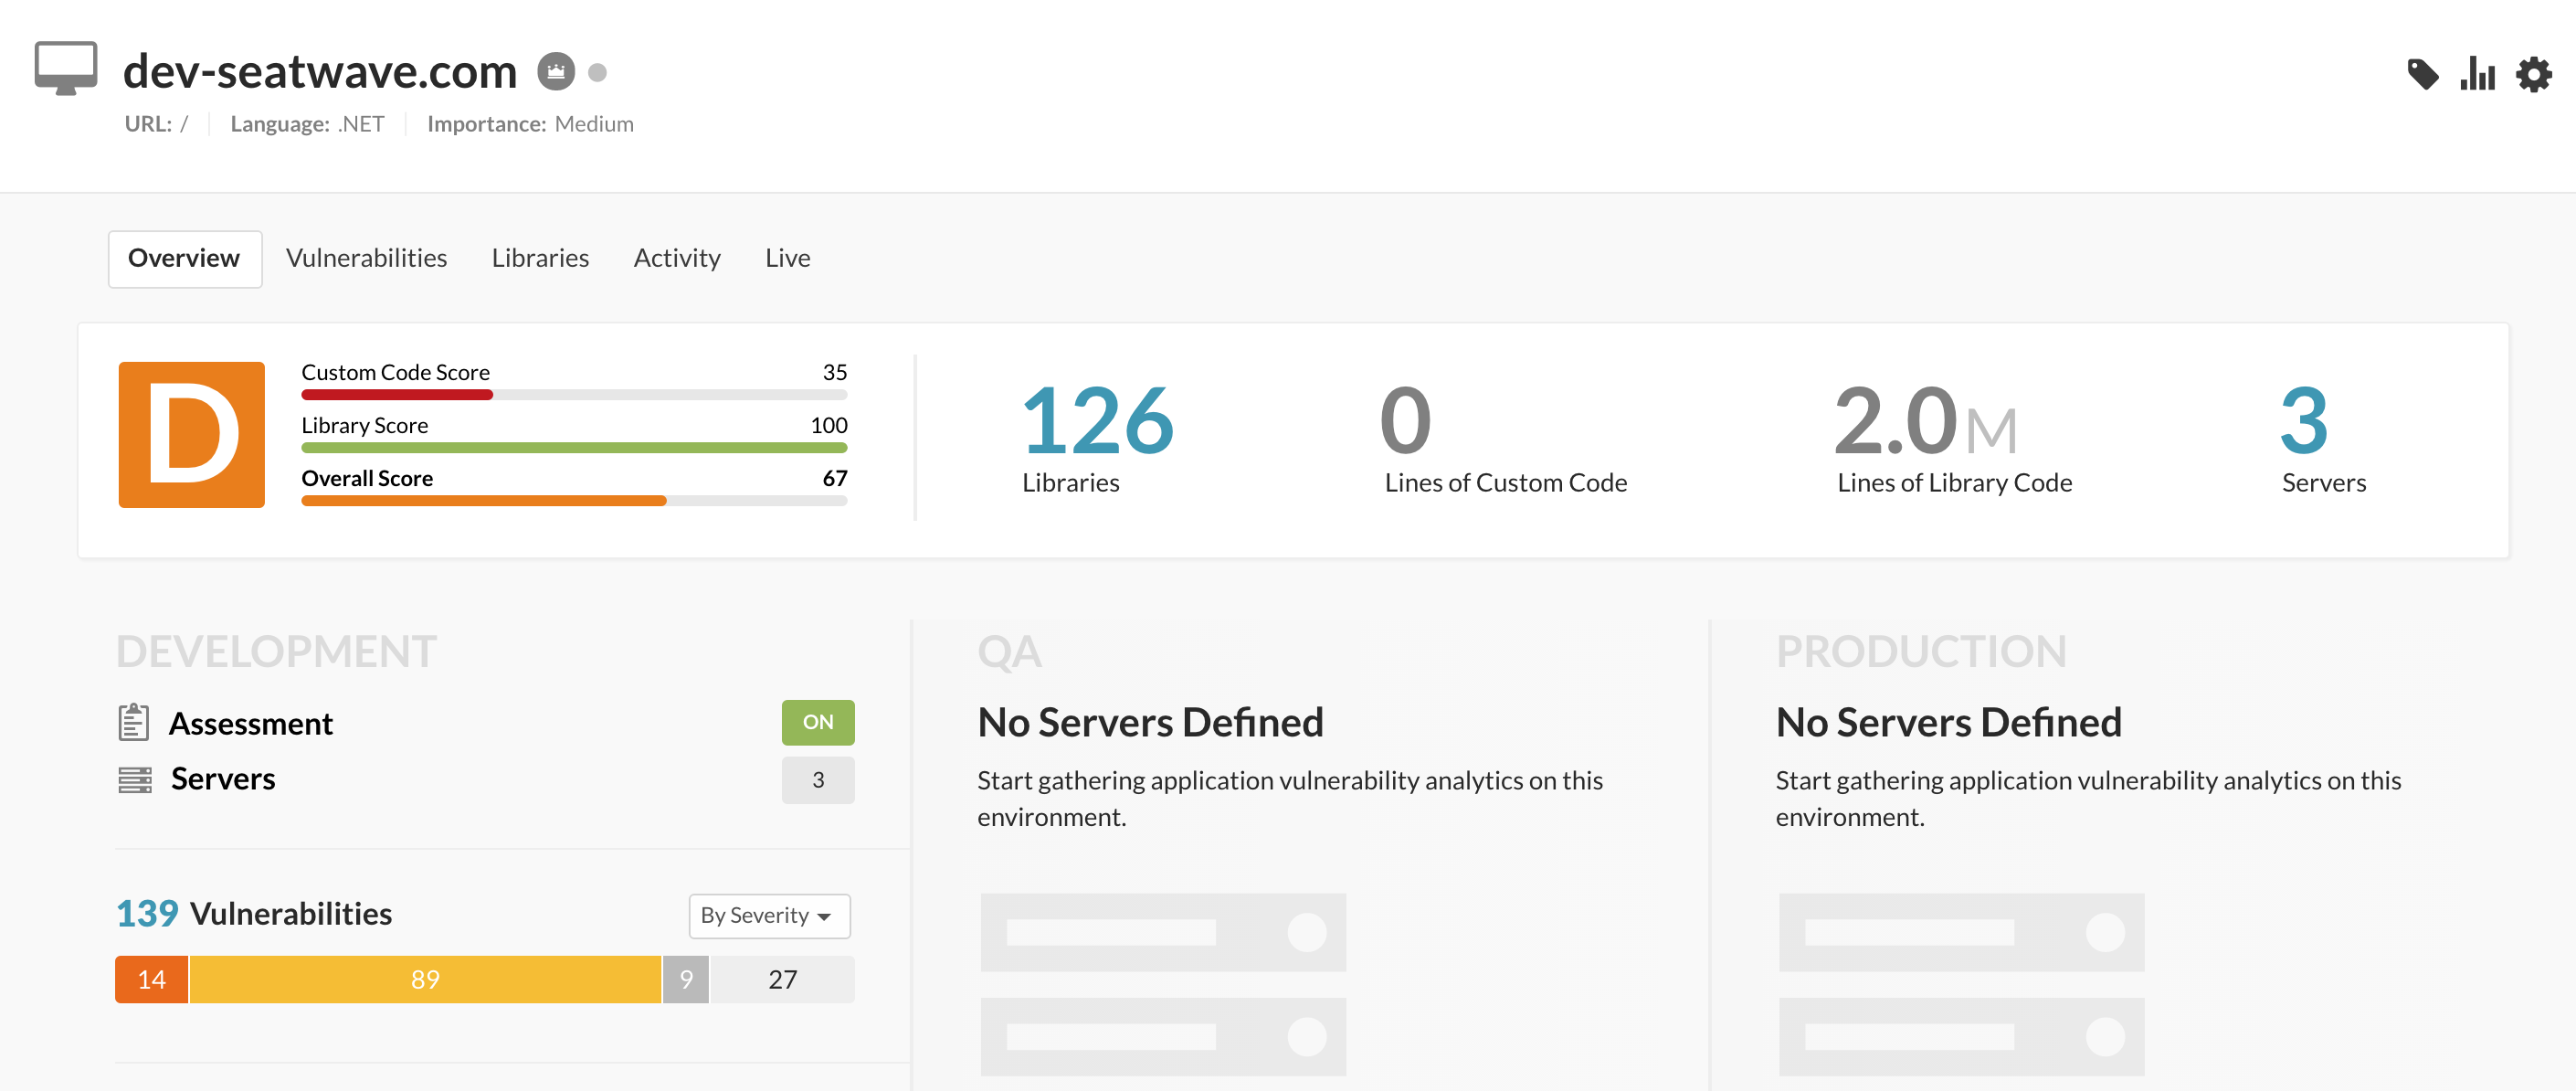 dev-seatwave.com
URL: / Language: .NET Importance: Medium
Overview Vulnerabilities Libraries Activity Live
D
Custom Code Score 35
Library Score 100
Overall Score 67
126
Libraries
0
Lines of Custom Code
2.0M
Lines of Library Code
3
Servers
DEVELOPMENT
Assessment ON
Servers 3
139 Vulnerabilities By Severity
14 89 9 27
QA
No Servers Defined
Start gathering application vulnerability analytics on this
environment.
PRODUCTION
No Servers Defined
Start gathering application vulnerability analytics on this
environment.